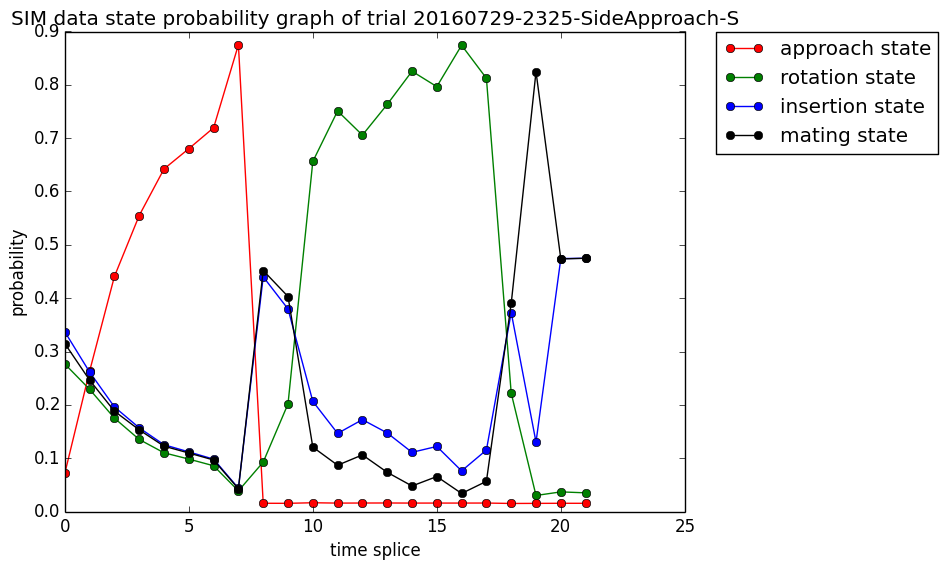 SIM data state probability graph of trial 20160729-2325-SideApproach-S
0.9
0.8
0.7
0.6
0.5
0.4
0.3
0.2
0.1
0.0
probability
0 5 10 15 20 25
time splice
approach state
rotation state
insertion state
mating state